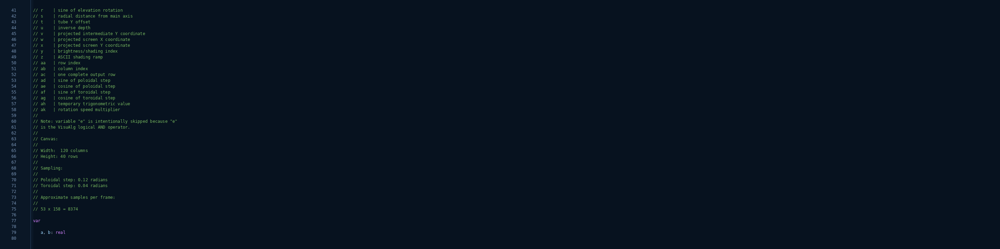 41 // r    | sine of elevation rotation
42 // s    | radial distance from main axis
43 // t    | tube Y offset
44 // u    | inverse depth
45 // v    | projected intermediate Y coordinate
46 // w    | projected screen X coordinate
47 // x    | projected screen Y coordinate
48 // y    | brightness/shading index
49 // z    | ASCII shading ramp
50 // aa   | row index
51 // ab   | column index
52 // ac   | one complete output row
53 // ad   | sine of poloidal step
54 // ae   | cosine of poloidal step
55 // af   | sine of toroidal step
56 // ag   | cosine of toroidal step
57 // ah   | temporary trigonometric value
58 // ak   | rotation speed multiplier
59 //
60 // Note: variable "e" is intentionally skipped because "e"
61 // is the VisuAlg logical AND operator.
62 //
63 // Canvas:
64 //
65 // Width:  120 columns
66 // Height: 40 rows
67 //
68 // Sampling:
69 //
70 // Poloidal step: 0.12 radians
71 // Toroidal step: 0.04 radians
72 //
73 // Approximate samples per frame:
74 //
75 // 53 x 158 = 8374
76
77 var
78
79    a, b: real
80